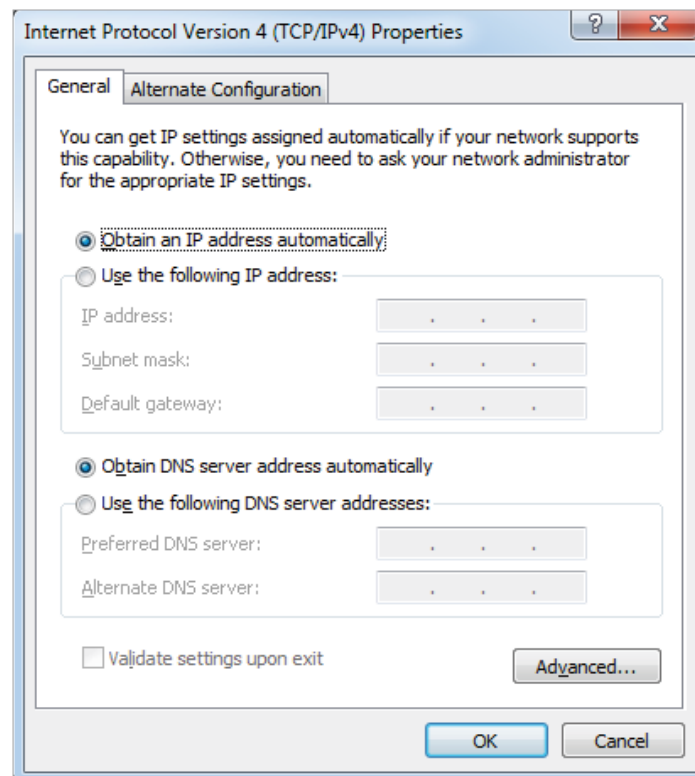 Internet Protocol Version 4 (TCP/IPv4) Properties
?
X
General
Alternate Configuration
You can get IP settings assigned automatically if your network supports
this capability. Otherwise, you need to ask your network administrator
for the appropriate IP settings.
Obtain an IP address automatically
Use the following IP address:
IP address:
. . .
Subnet mask:
. . .
Default gateway:
. . .
Obtain DNS server address automatically
Use the following DNS server addresses:
Preferred DNS server:
. . .
Alternate DNS server:
. . .
Validate settings upon exit
Advanced...
OK
Cancel